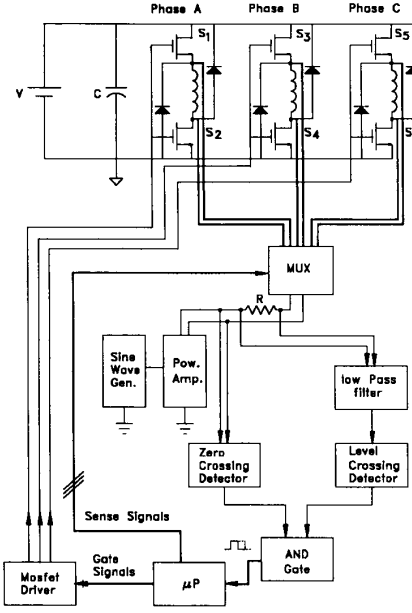 Phase A Phase B Phase C
S1 S3 S5
V C
S2 S4 S
MUX
R
Sine
Wave
Gen.
Pow.
Amp.
low Pass
filter
Zero
Crossing
Detector
Level
Crossing
Detector
Sense Signals
AND
Gate
Gate
Signals
Mosfet
Driver
μP